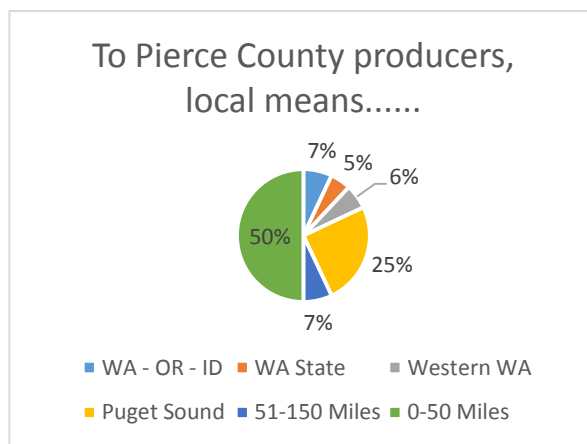 To Pierce County producers,
local means......
7%
5%
6%
50%
25%
7%
WA - OR - ID
WA State
Western WA
Puget Sound
51-150 Miles
0-50 Miles